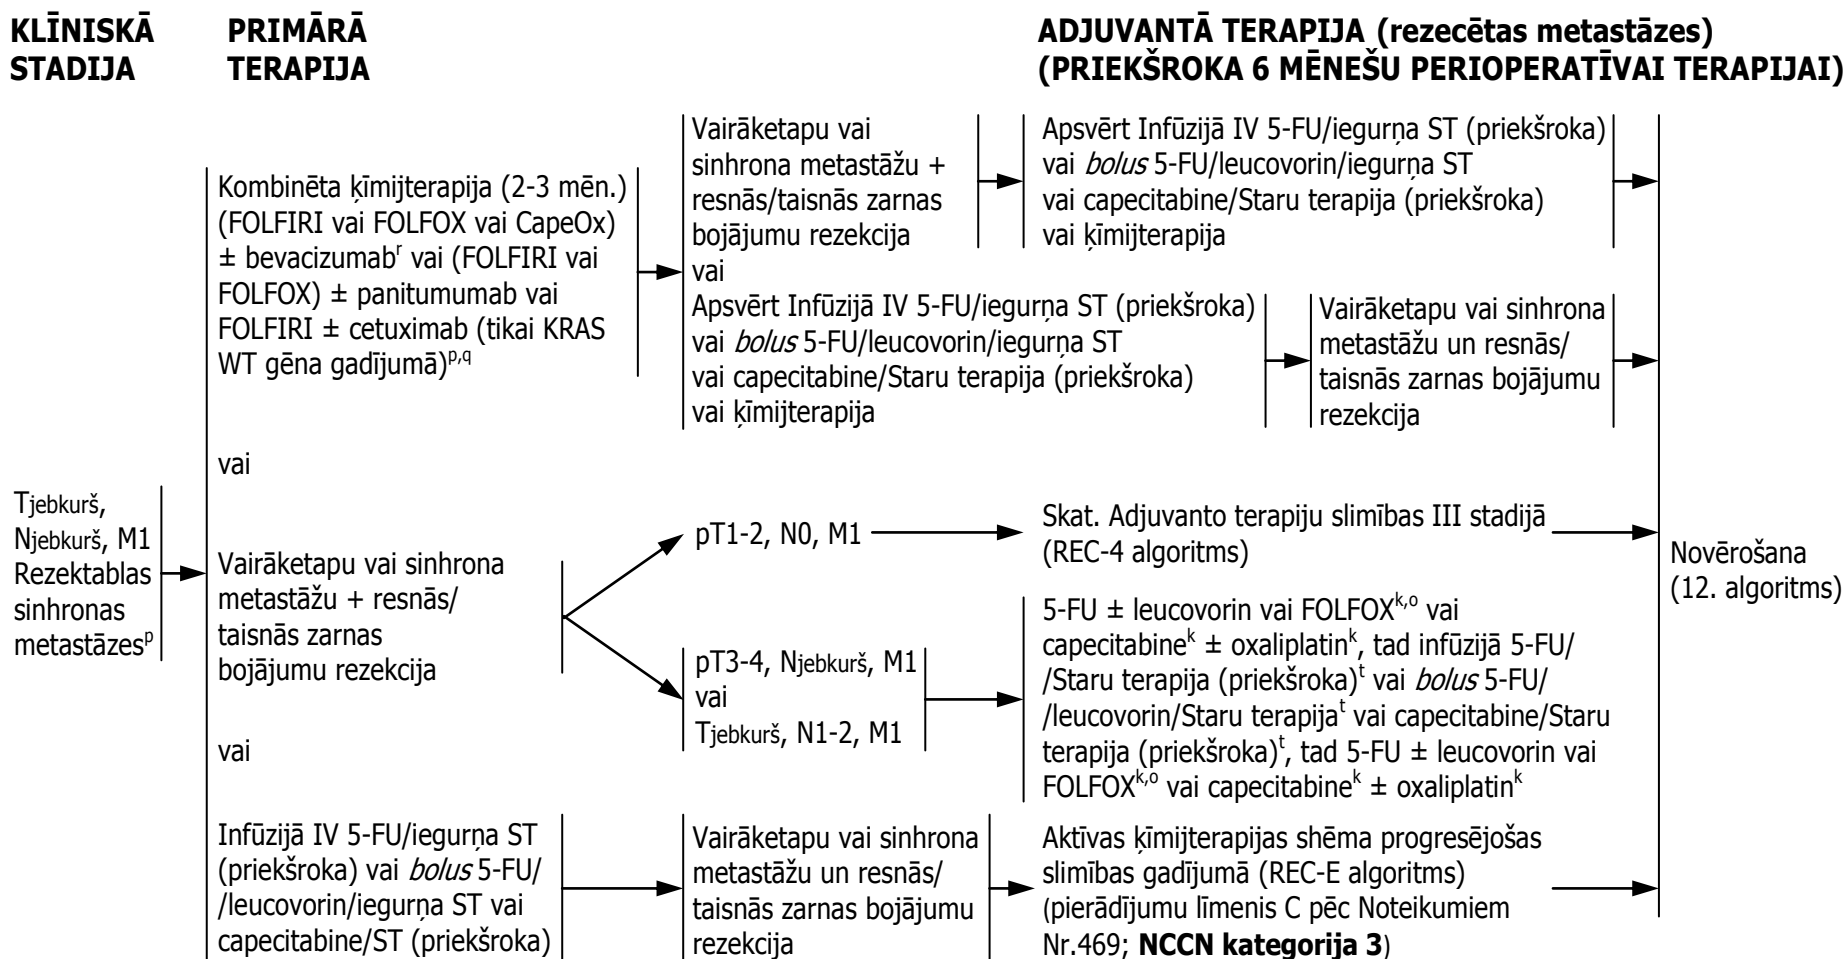 KLĪNISKĀ
STADIJA
PRIMĀRĀ
TERAPIJA
ADJUVANTĀ TERAPIJA (rezecētas metastāzes)
(PRIEKŠROKA 6 MĒNEŠU PERIOPERATĪVAI TERAPIJAI)
Tjebkurš,
Njebkurš, M1
Rezektablas
sinhronas
metastāzesᵖ
Kombinēta ķīmijterapija (2-3 mēn.)
(FOLFIRI vai FOLFOX vai CapeOx)
± bevacizumabʳ vai (FOLFIRI vai
FOLFOX) ± panitumumab vai
FOLFIRI ± cetuximab (tikai KRAS
WT gēna gadījumā)p,q
Vairāketapu vai
sinhrona metastāžu +
resnās/taisnās zarnas
bojājumu rezekcija
Apsvērt Infūzijā IV 5-FU/iegurņa ST (priekšroka)
vai bolus 5-FU/leucovorin/iegurņa ST
vai capecitabine/Staru terapija (priekšroka)
vai ķīmijterapija
vai
Apsvērt Infūzijā IV 5-FU/iegurņa ST (priekšroka)
vai bolus 5-FU/leucovorin/iegurņa ST
vai capecitabine/Staru terapija (priekšroka)
vai ķīmijterapija
Vairāketapu vai sinhrona
metastāžu un resnās/
taisnās zarnas bojājumu
rezekcija
vai
Vairāketapu vai sinhrona
metastāžu + resnās/
taisnās zarnas
bojājumu rezekcija
pT1-2, N0, M1
Skat. Adjuvanto terapiju slimības III stadijā
(REC-4 algoritms)
pT3-4, Njebkurš, M1
vai
Tjebkurš, N1-2, M1
5-FU ± leucovorin vai FOLFOXk,o vai
capecitabineᵏ ± oxaliplatinᵏ, tad infūzijā 5-FU/
/Staru terapija (priekšroka)ᵗ vai bolus 5-FU/
/leucovorin/Staru terapijaᵗ vai capecitabine/Staru
terapija (priekšroka)ᵗ, tad 5-FU ± leucovorin vai
FOLFOXk,o vai capecitabineᵏ ± oxaliplatinᵏ
vai
Infūzijā IV 5-FU/iegurņa ST
(priekšroka) vai bolus 5-FU/
/leucovorin/iegurņa ST vai
capecitabine/ST (priekšroka)
Vairāketapu vai sinhrona
metastāžu un resnās/
taisnās zarnas bojājumu
rezekcija
Aktīvas ķīmijterapijas shēma progresējošas
slimības gadījumā (REC-E algoritms)
(pierādījumu līmenis C pēc Noteikumiem
Nr.469; NCCN kategorija 3)
Novērošana
(12. algoritms)